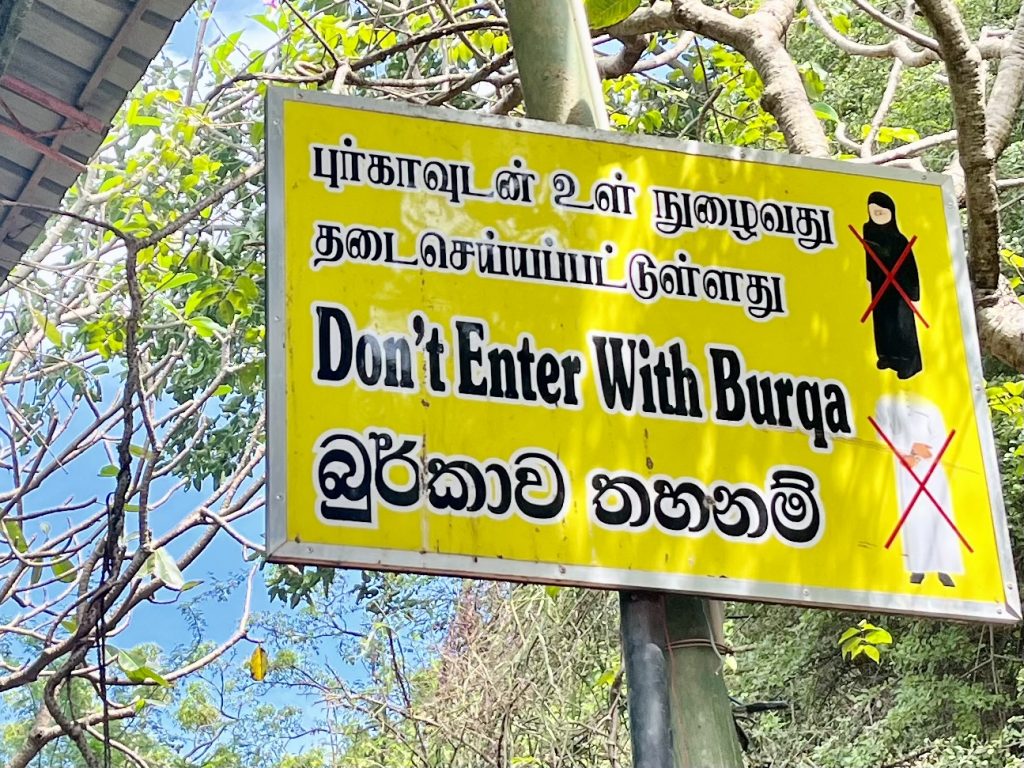 புர்காவுடன் உள் நுழைவது
தடைசெய்யப்பட்டுள்ளது
Don't Enter With Burqa
බුර්කාව තහනම්